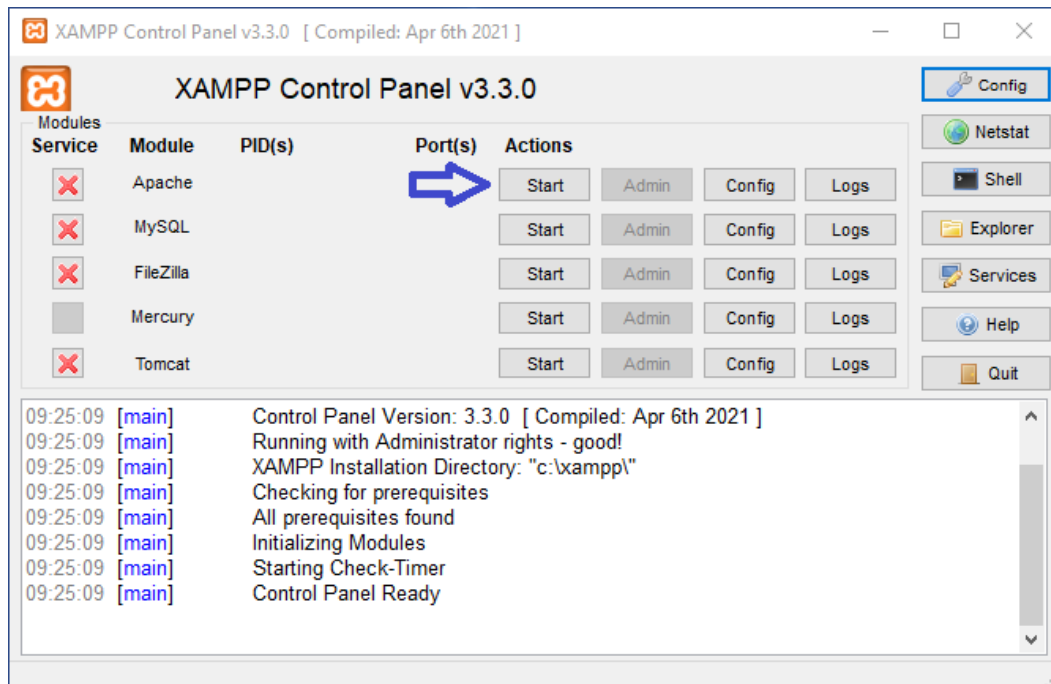 XAMPP Control Panel v3.3.0 [ Compiled: Apr 6th 2021 ]
XAMPP Control Panel v3.3.0
Config
Modules
Service Module PID(s) Port(s) Actions
Netstat
Apache Start Admin Config Logs
Shell
MySQL Start Admin Config Logs
Explorer
FileZilla Start Admin Config Logs
Services
Mercury Start Admin Config Logs
Help
Tomcat Start Admin Config Logs
Quit
09:25:09 [main] Control Panel Version: 3.3.0 [ Compiled: Apr 6th 2021 ]
09:25:09 [main] Running with Administrator rights - good!
09:25:09 [main] XAMPP Installation Directory: "c:\xampp\"
09:25:09 [main] Checking for prerequisites
09:25:09 [main] All prerequisites found
09:25:09 [main] Initializing Modules
09:25:09 [main] Starting Check-Timer
09:25:09 [main] Control Panel Ready